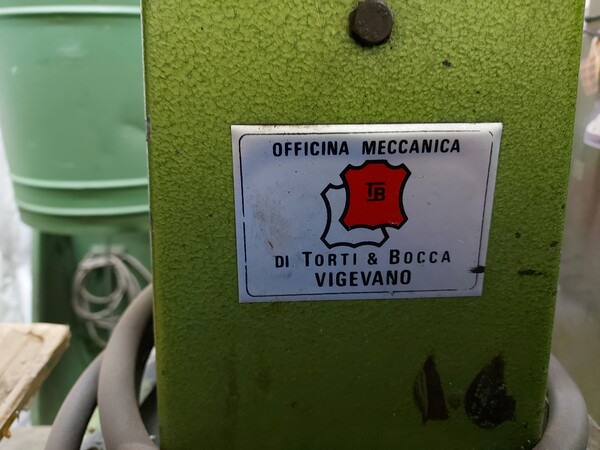 OFFICINA MECCANICA
TB
DI TORTI & BOCCA
VIGEVANO